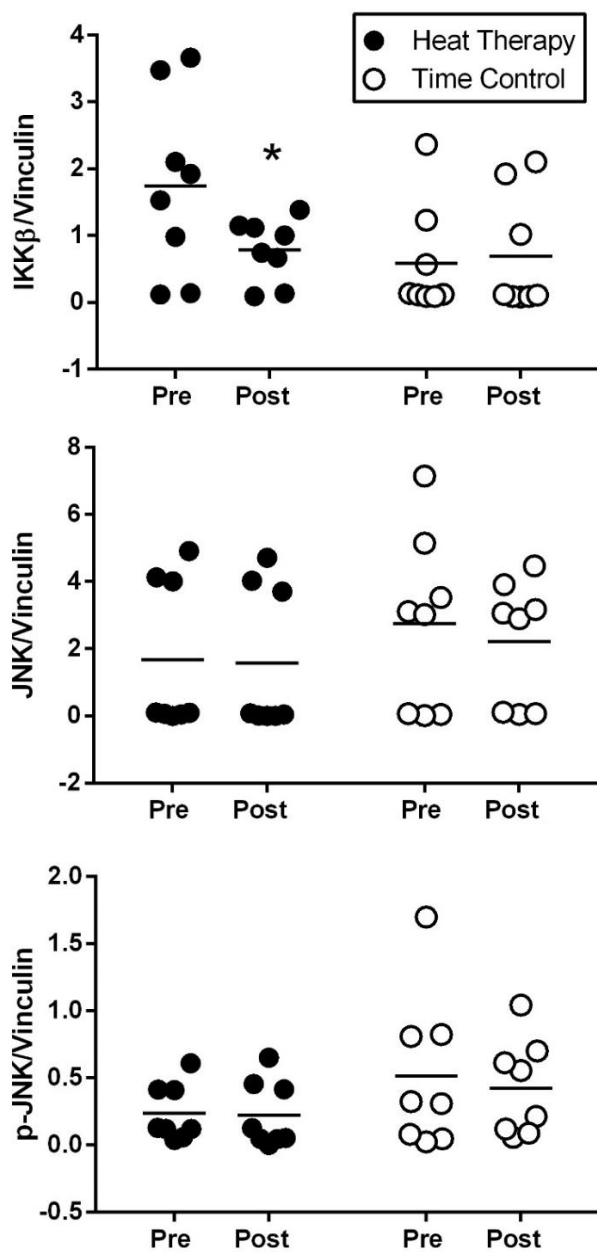 Heat Therapy
Time Control
IKKβ/Vinculin
4
3
2
1
0
-1
*
Pre Post Pre Post
JNK/Vinculin
8
6
4
2
0
-2
Pre Post Pre Post
p-JNK/Vinculin
2.0
1.5
1.0
0.5
0.0
-0.5
Pre Post Pre Post